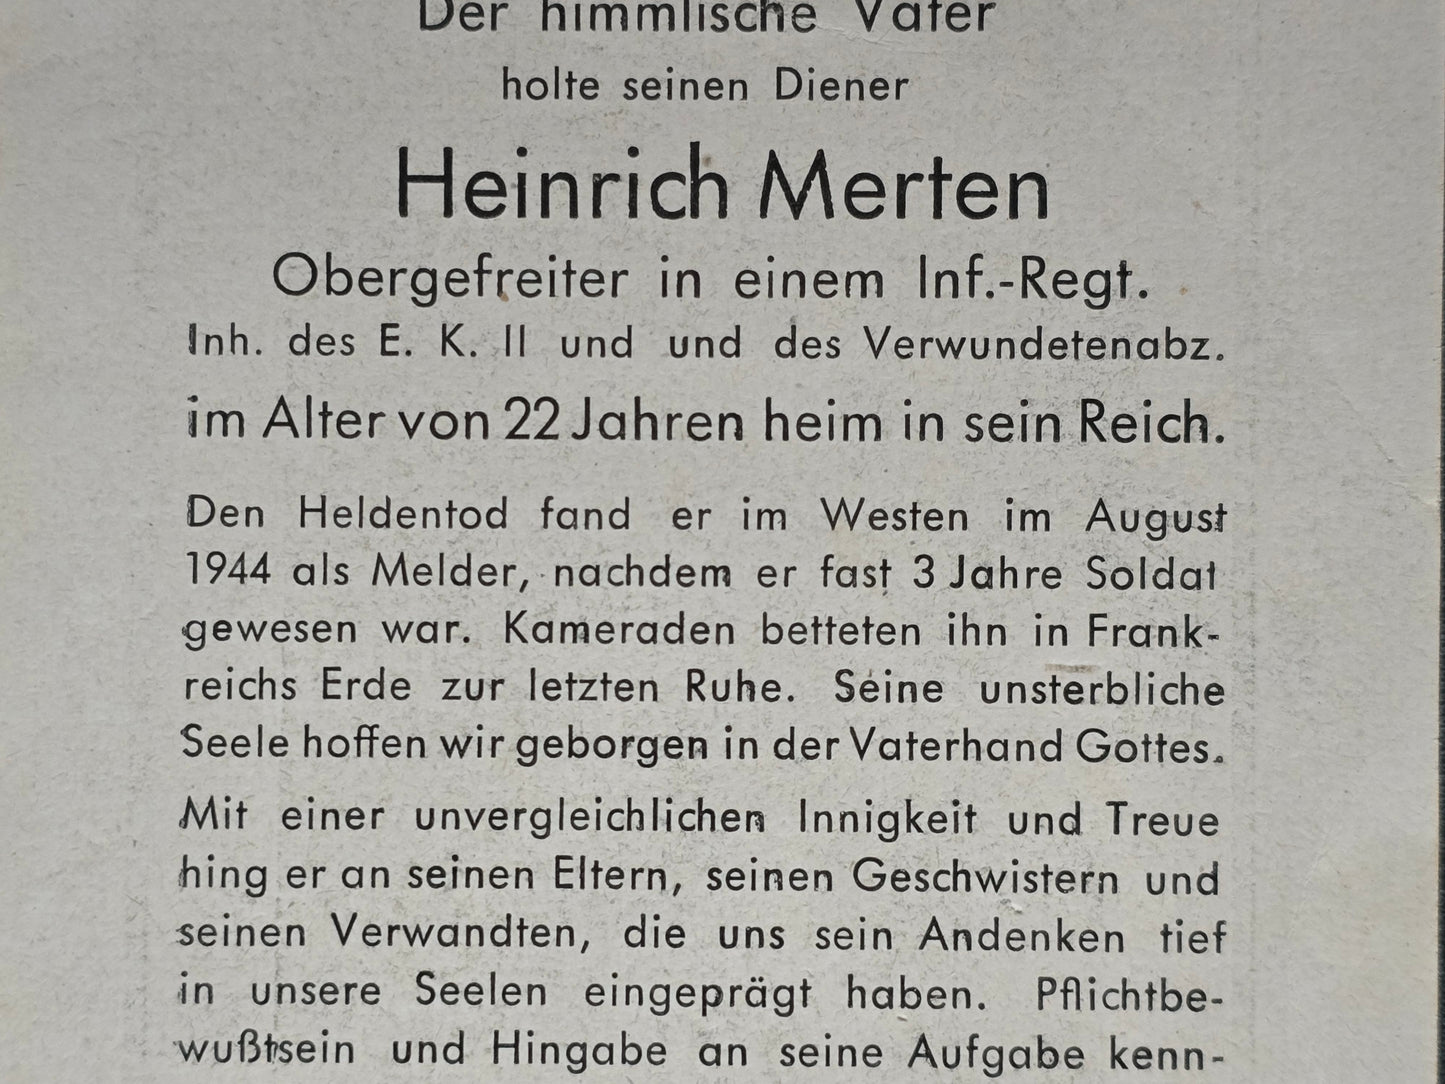 Der himmlische Vater
holte seinen Diener
Heinrich Merten
Obergefreiter in einem Inf.-Regt.
Inh. des E. K. II und und des Verwundetenabz.
im Alter von 22 Jahren heim in sein Reich.
Den Heldentod fand er im Westen im August
1944 als Melder, nachdem er fast 3 Jahre Soldat
gewesen war. Kameraden betteten ihn in Frank-
reichs Erde zur letzten Ruhe. Seine unsterbliche
Seele hoffen wir geborgen in der Vaterhand Gottes.
Mit einer unvergleichlichen Innigkeit und Treue
hing er an seinen Eltern, seinen Geschwistern und
seinen Verwandten, die uns sein Andenken tief
in unsere Seelen eingeprägt haben. Pflichtbe-
wußtsein und Hingabe an seine Aufgabe kenn-